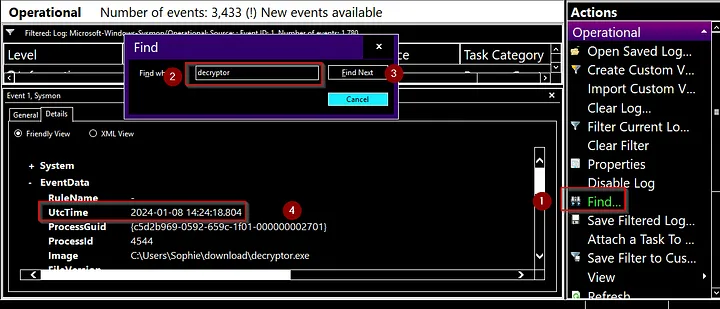 Operational Number of events: 3,433 (!) New events available
Filtered: Log: Microsoft-Windows-Sysmon/Operational; Source: ; Event ID: 1. Number of events: 1,780
Level
Task Category
Find
×
Find
2
decryptor
Find Next
3
Cancel
Event 1, Sysmon
×
General
Details
Friendly View
XML View
+ System
- EventData
RuleName -
UtcTime 2024-01-08 14:24:18.804
4
ProcessGuid {c5d2b969-0592-659c-1f01-000000002701}
ProcessId 4544
Image C:\Users\Sophie\download\decryptor.exe
FileVersion
Actions
Operational
Open Saved Log...
Create Custom V...
Import Custom V...
Clear Log...
Filter Current Lo...
Clear Filter
Properties
Disable Log
1
Find...
Save Filtered Log...
Attach a Task To ...
Save Filter to Cus...
View
Refresh